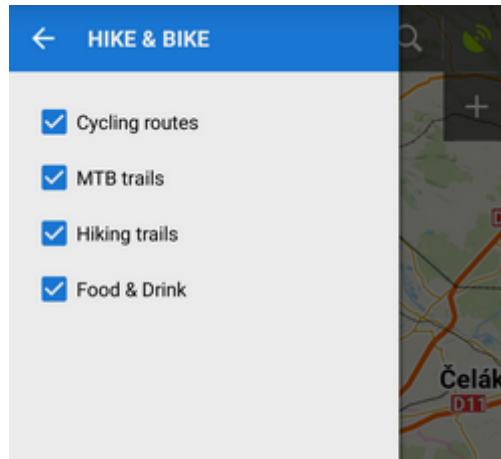 HIKE & BIKE
Cycling routes
MTB trails
Hiking trails
Food & Drink
Čelák
D11